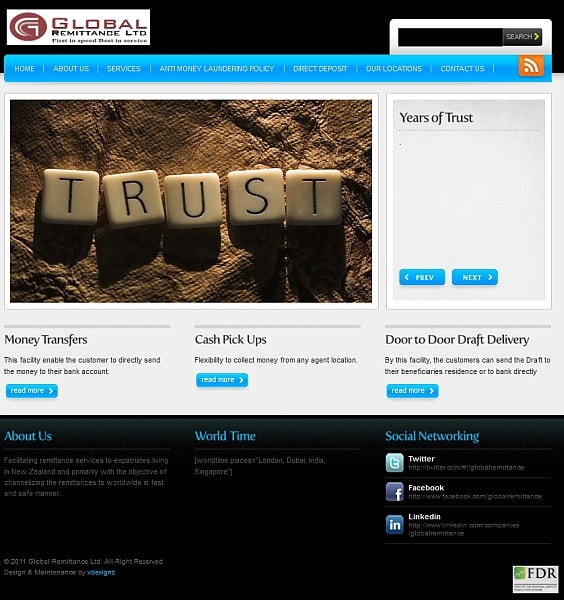 GLOBAL
REMITTANCE LTD
First in speed Best in service
SEARCH
HOME | ABOUT US | SERVICES | ANTI MONEY LAUNDERING POLICY | DIRECT DEPOSIT | OUR LOCATIONS | CONTACT US |
TRUST
Years of Trust
.
PREV NEXT
Money Transfers
This facility enable the customer to directly send
the money to their bank account.
read more
Cash Pick Ups
Flexibility to collect money from any agent location.
read more
Door to Door Draft Delivery
By this facility, the customers can send the Draft to
their beneficiaries residence or to bank directly
read more
About Us
Facilitating remittance services to expatriates living
in New Zealand and primarily with the objective of
channelizing the remittances to worldwide in fast
and safe manner.
World Time
[worldtime places="London, Dubai, India,
Singapore"]
Social Networking
Twitter
http://twitter.com/#!/globalremittance
Facebook
http://www.facebook.com/globalremittance
Linkedin
http://www.linkedin.com/companies
/globalremittance
© 2011 Global Remittance Ltd. All Right Reserved.
Design & Maintenance by vdesignz
FDR